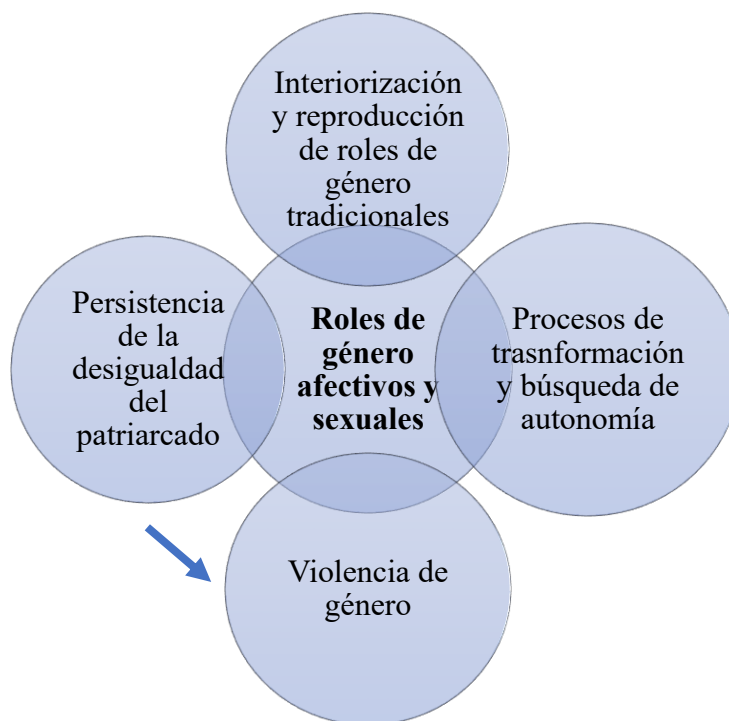 Interiorización
y reproducción
de roles de
género
tradicionales
Persistencia
de la
desigualdad
del
patriarcado
Roles de
género
afectivos y
sexuales
Procesos de
trasnformación
y búsqueda de
autonomía
Violencia de
género